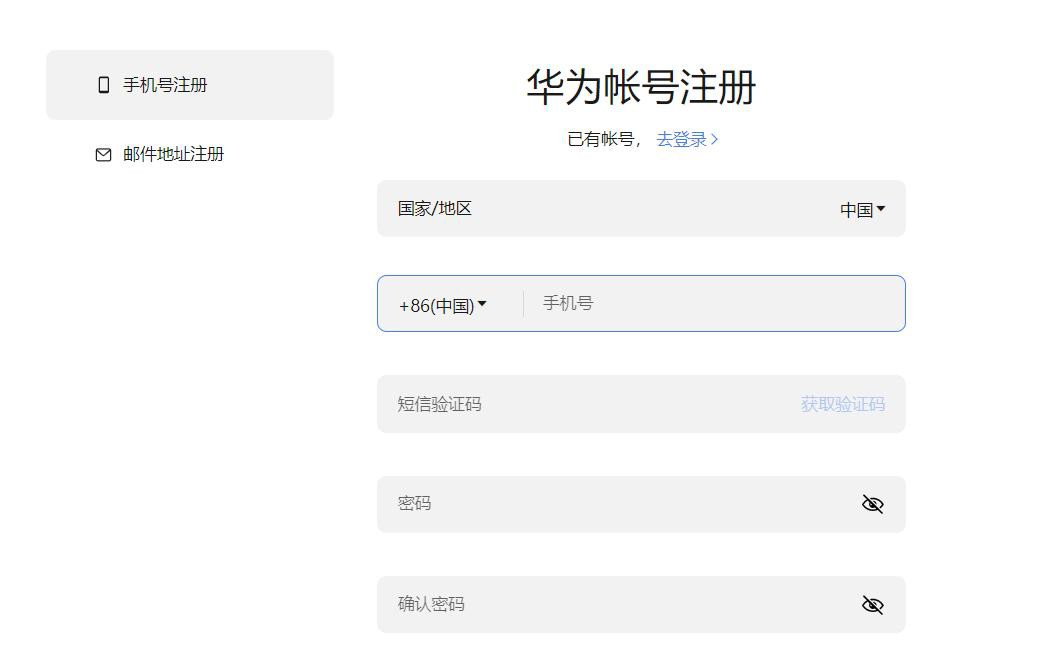 手机号注册
邮件地址注册
华为帐号注册
已有帐号， 去登录
国家/地区 中国
+86(中国) 手机号
短信验证码 获取验证码
密码
确认密码